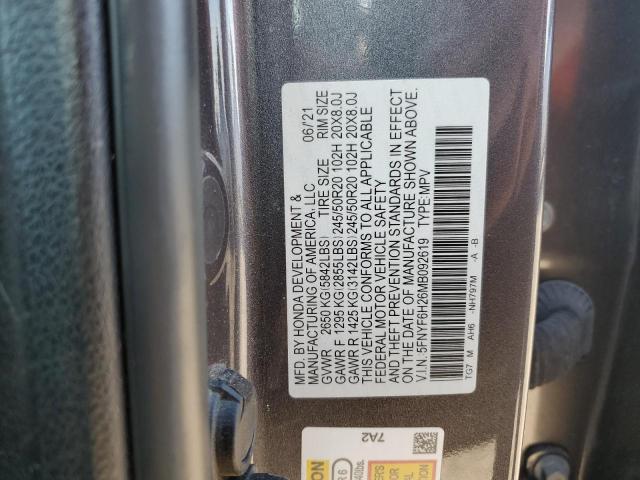 MFD. BY HONDA DEVELOPMENT &
MANUFACTURING OF AMERICA, LLC 06/'21
GVWR 2650 KG(5842LBS) TIRE SIZE RIM SIZE
GAWR F 1295 KG(2855LBS) 245/50R20 102H 20X8.0J
GAWR R 1425 KG(3142LBS) 245/50R20 102H 20X8.0J
THIS VEHICLE CONFORMS TO ALL APPLICABLE
FEDERAL MOTOR VEHICLE SAFETY
AND THEFT PREVENTION STANDARDS IN EFFECT
ON THE DATE OF MANUFACTURE SHOWN ABOVE.
V.I.N. 5FNYF6H26MB092619 TYPE:MPV
TG7 M AH6 -NH797M -A -B
7A2